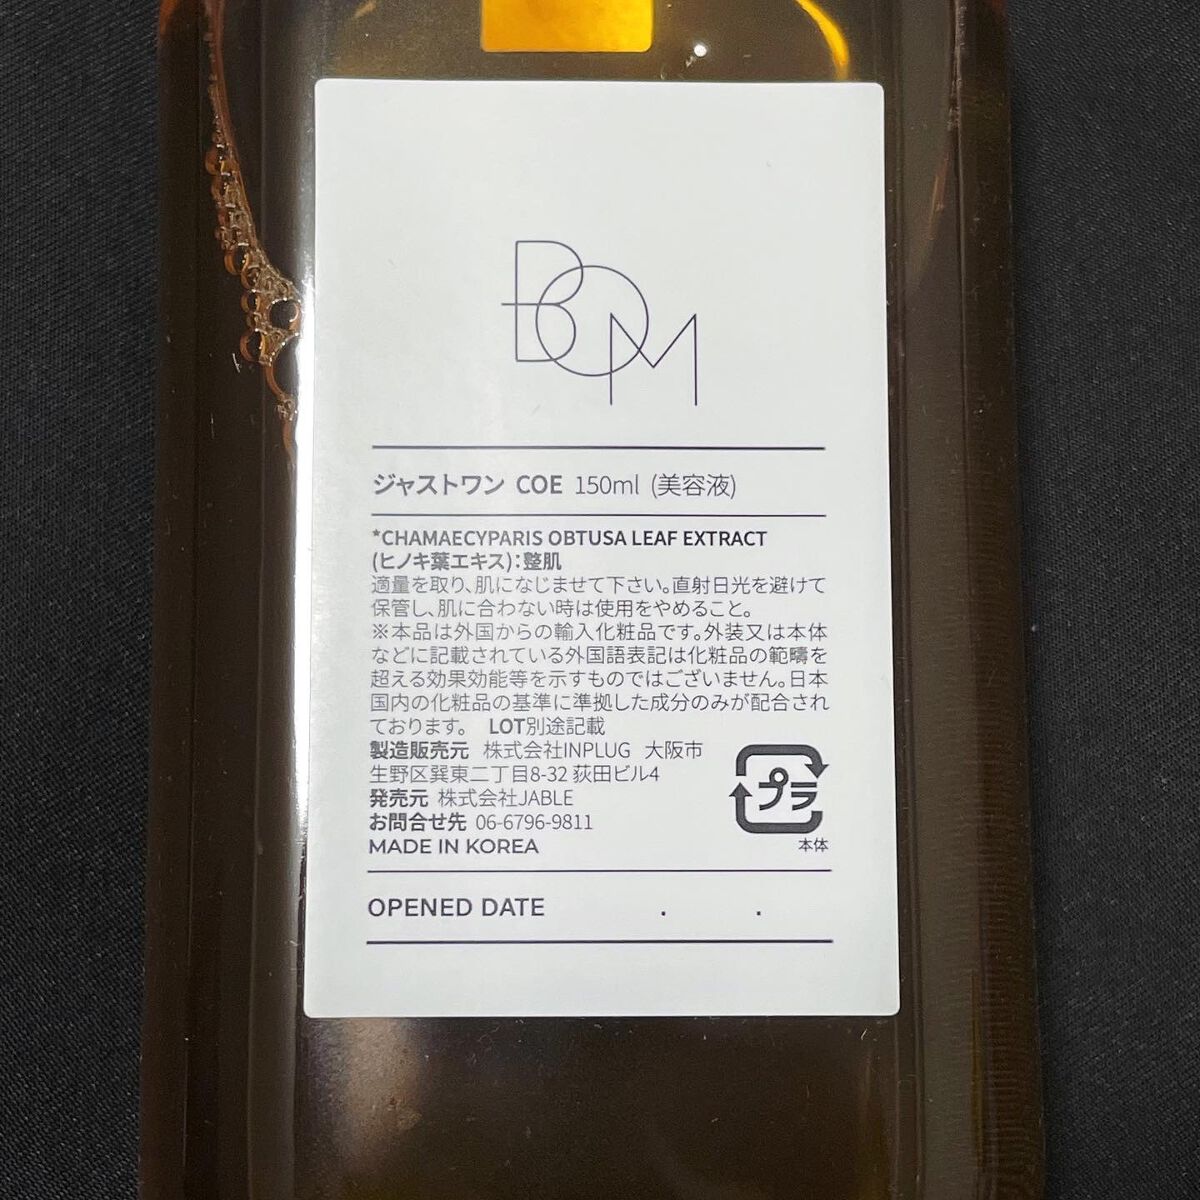 BOM
ジャストワン COE 150ml (美容液)
*CHAMAECYPARIS OBTUSA LEAF EXTRACT
(ヒノキ葉エキス):整肌
適量を取り、肌になじませて下さい。直射日光を避けて
保管し、肌に合わない時は使用をやめること。
※本品は外国からの輸入化粧品です。外装又は本体
などに記載されている外国語表記は化粧品の範疇を
超える効果効能等を示すものではございません。日本
国内の化粧品の基準に準拠した成分のみが配合され
ております。 LOT別途記載
製造販売元 株式会社INPLUG 大阪市
生野区巽東二丁目8-32 荻田ビル4
発売元 株式会社JABLE
お問合せ先 06-6796-9811
MADE IN KOREA
プラ
本体
OPENED DATE . .